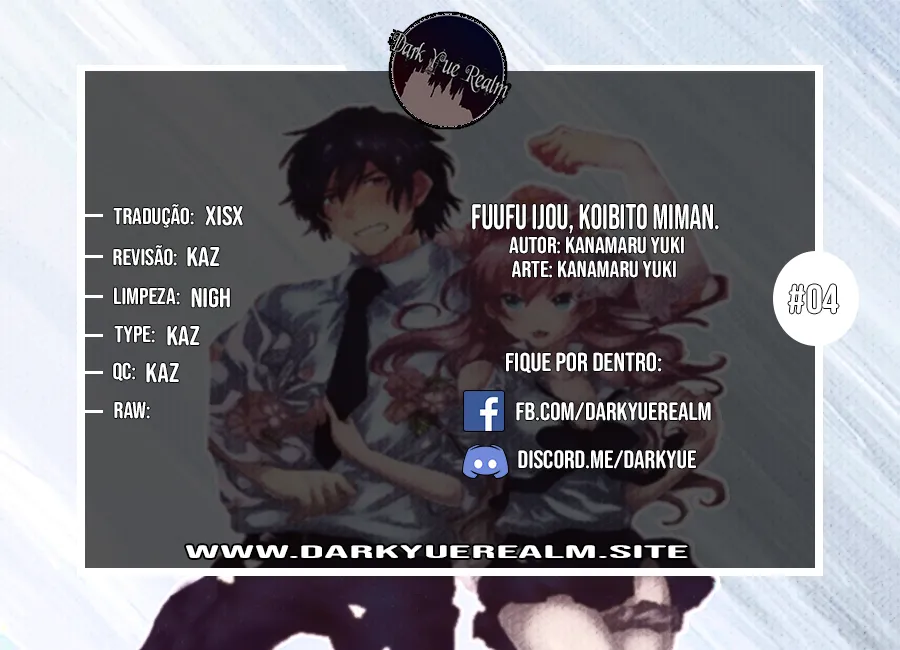 Dark Yue Realm
TRADUÇÃO: XISX
REVISÃO: KAZ
LIMPEZA: NIGH
TYPE: KAZ
QC: KAZ
RAW:
FUUFU IJOU, KOIBITO MIMAN.
AUTOR: KANAMARU YUKI
ARTE: KANAMARU YUKI
#04
FIQUE POR DENTRO:
FB.COM/DARKYUEREALM
DISCORD.ME/DARKYUE
WWW.DARKYUEREALM.SITE